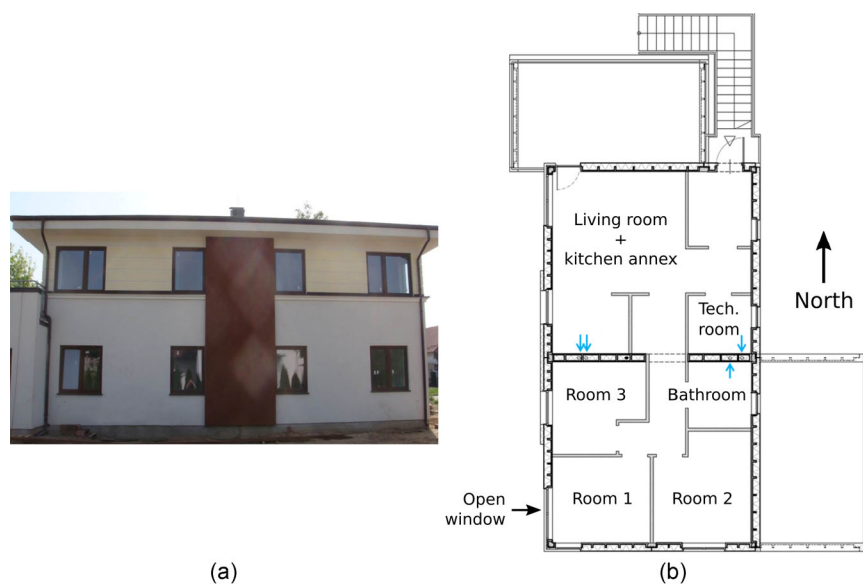 Living room
+
kitchen annex
North
Tech.
room
Room 3
Bathroom
Open
window
Room 1
Room 2
(a)
(b)